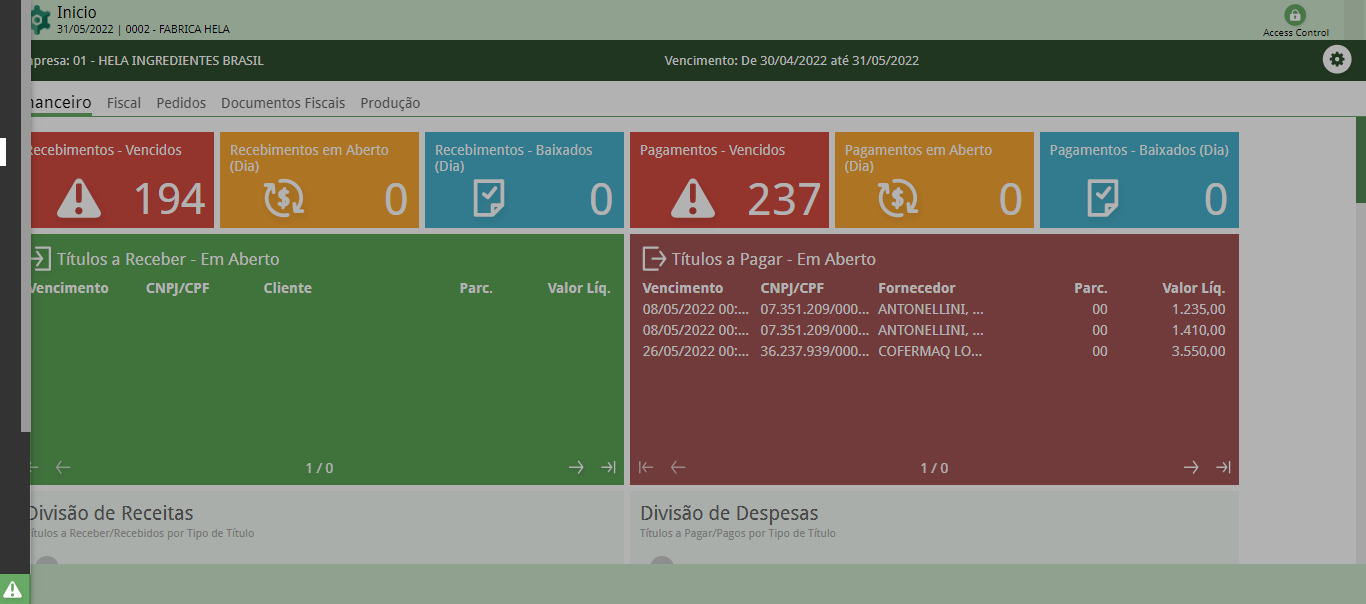 Inicio
31/05/2022 | 0002 - FABRICA HELA
Access Control
mpresa: 01 - HELA INGREDIENTES BRASIL
Vencimento: De 30/04/2022 até 31/05/2022
nanceiro Fiscal Pedidos Documentos Fiscais Produção
Recebimentos - Vencidos
194
Recebimentos em Aberto
(Dia)
0
Recebimentos - Baixados
(Dia)
0
Pagamentos - Vencidos
237
Pagamentos em Aberto
(Dia)
0
Pagamentos - Baixados (Dia)
0
Títulos a Receber - Em Aberto
Vencimento CNPJ/CPF Cliente Parc. Valor Líq.
1 / 0
Títulos a Pagar - Em Aberto
Vencimento CNPJ/CPF Fornecedor Parc. Valor Líq.
08/05/2022 00:... 07.351.209/000... ANTONELLINI, ... 00 1.235,00
08/05/2022 00:... 07.351.209/000... ANTONELLINI, ... 00 1.410,00
26/05/2022 00:... 36.237.939/000... COFERMAQ LO... 00 3.550,00
1 / 0
Divisão de Receitas
Títulos a Receber/Recebidos por Tipo de Título
Divisão de Despesas
Títulos a Pagar/Pagos por Tipo de Título